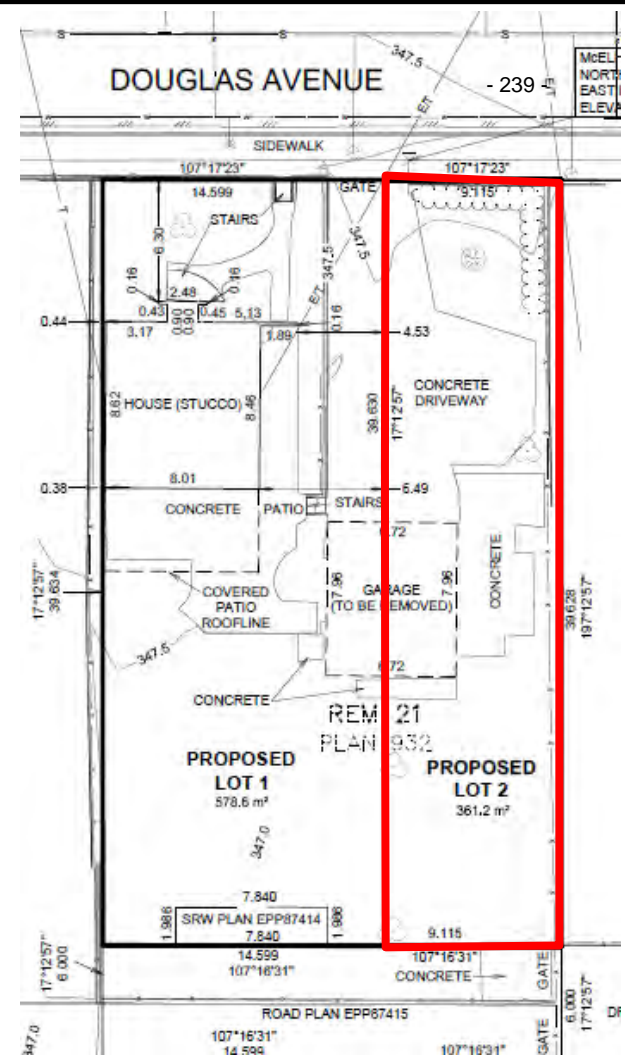 DOUGLAS AVENUE
- 239 -
347.5
E/T
McEL
NORT
EAST
ELEVA
SIDEWALK
107°17'23"
107°17'23"
14.599
GATE
9.115
STAIRS
6.30
347.5
347.5
0.16
0.16
2.48
E/T
0.43
0.90
0.90
0.45
5.13
0.16
0.44
3.17
1.89
4.53
CONCRETE
DRIVEWAY
39.630
17°12'57"
8.62
HOUSE (STUCCO)
8.46
0.38
8.01
6.49
CONCRETE
PATIO
STAIRS
6.72
CONCRETE
17°12'57"
39.634
COVERED
PATIO
ROOFLINE
7.96
GARAGE
(TO BE REMOVED)
7.96
39.628
197°12'57"
347.5
6.72
CONCRETE
REM 21
PLAN 932
PROPOSED
LOT 1
578.6 m²
PROPOSED
LOT 2
361.2 m²
347.0
7.840
1.986
SRW PLAN EPP87414
1.986
7.840
9.115
14.599
107°16'31"
107°16'31"
17°12'57"
6.000
CONCRETE
GATE
6.000
17°12'57"
ROAD PLAN EPP87415
347.0
107°16'31"
14.599
107°16'31"
GATE